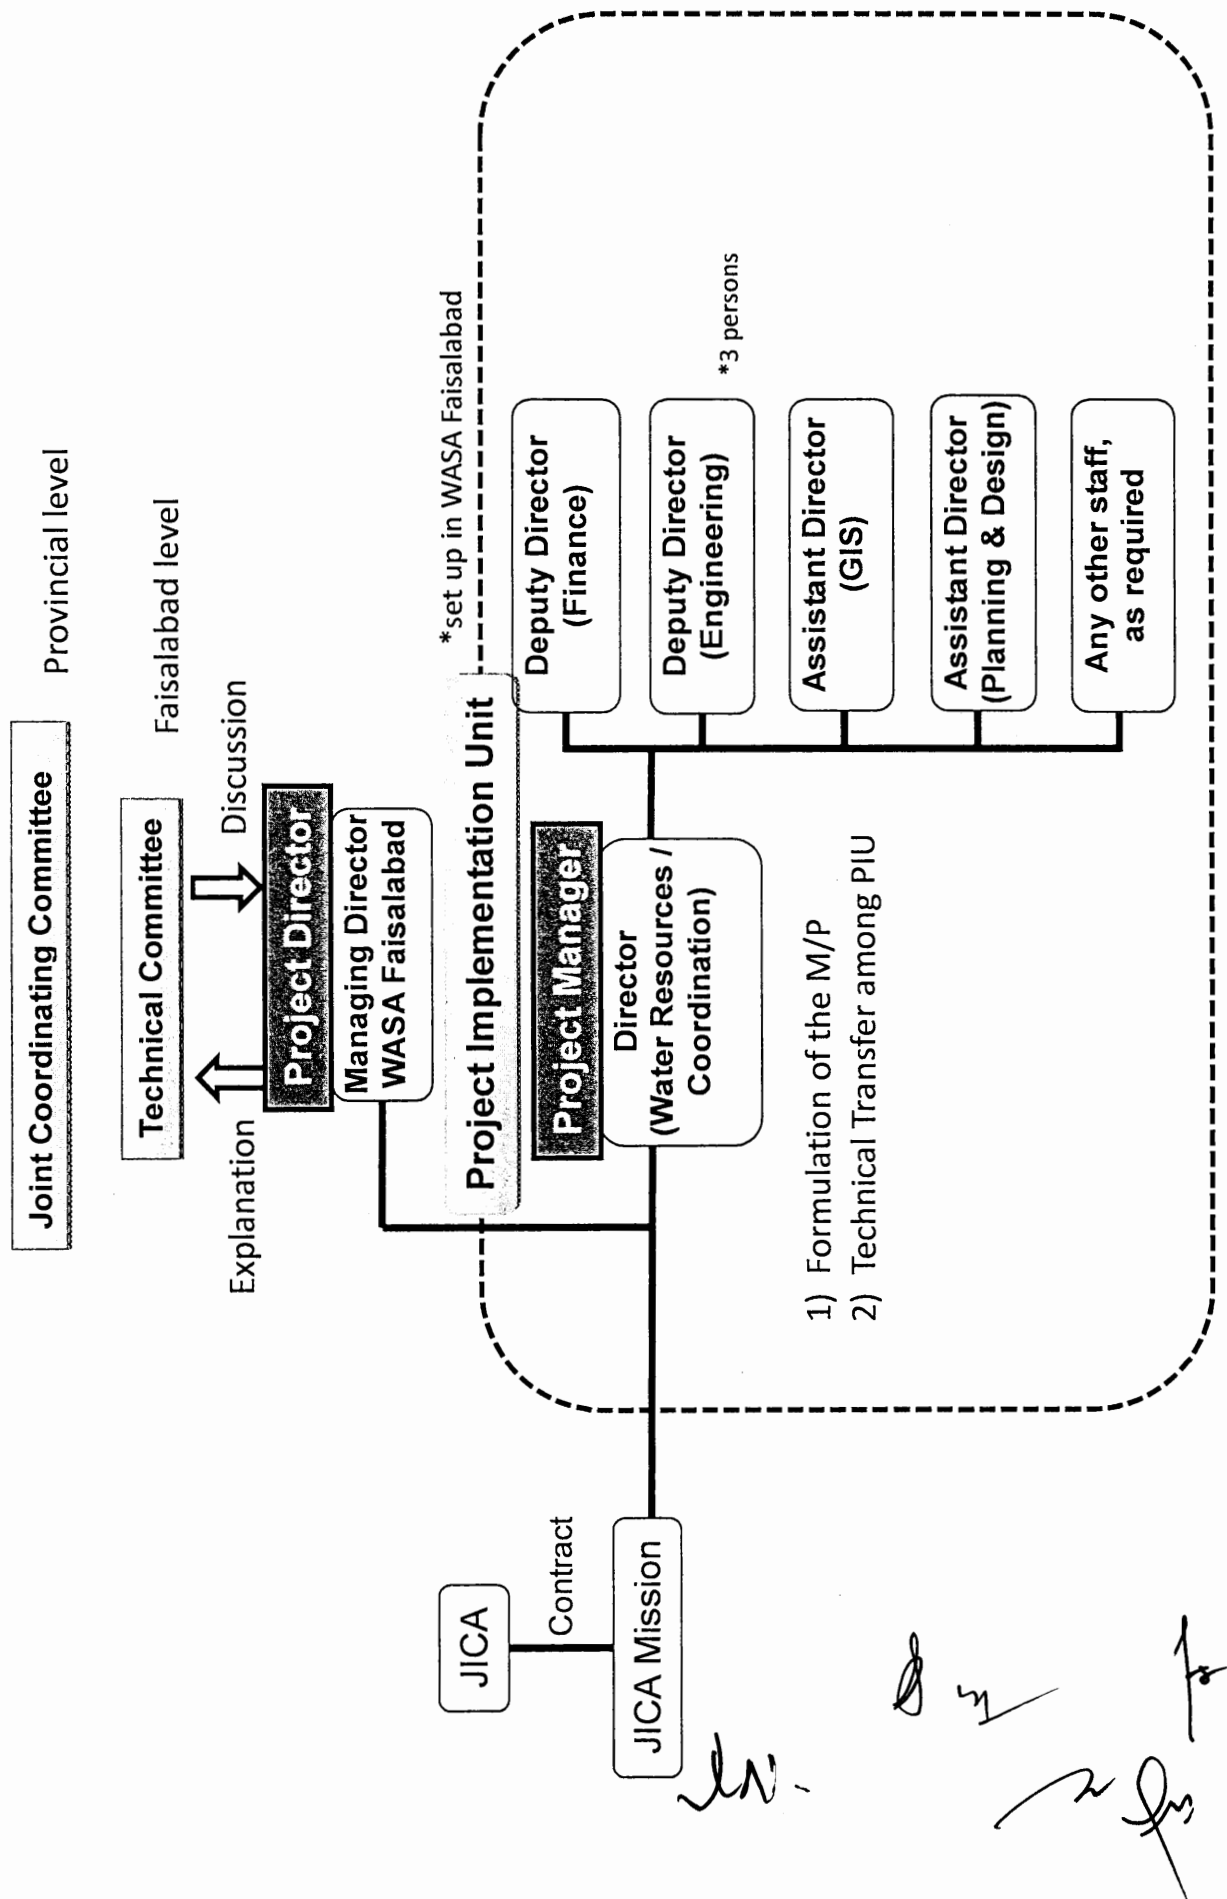 Joint Coordinating Committee
Provincial level
Technical Committee
Faisalabad level
Explanation
Discussion
Project Director
Managing Director
WASA Faisalabad
*set up in WASA Faisalabad
Project Implementation Unit
JICA
Contract
JICA Mission
Project Manager
Director
(Water Resources /
Coordination)
Deputy Director
(Finance)
Deputy Director
(Engineering)
*3 persons
Assistant Director
(GIS)
Assistant Director
(Planning & Design)
Any other staff,
as required
1) Formulation of the M/P
2) Technical Transfer among PIU